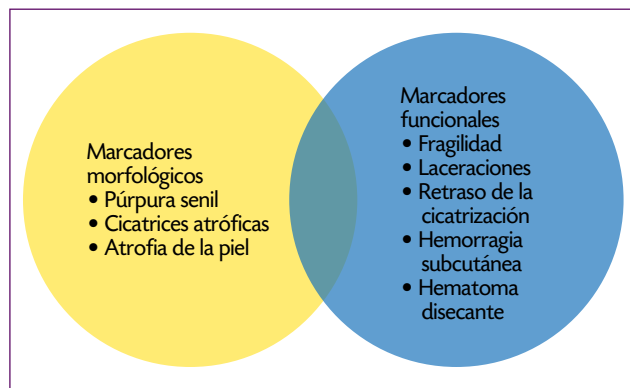 Marcadores
morfológicos
• Púrpura senil
• Cicatrices atróficas
• Atrofia de la piel
Marcadores
funcionales
• Fragilidad
• Laceraciones
• Retraso de la
cicatrización
• Hemorragia
subcutánea
• Hematoma
disecante